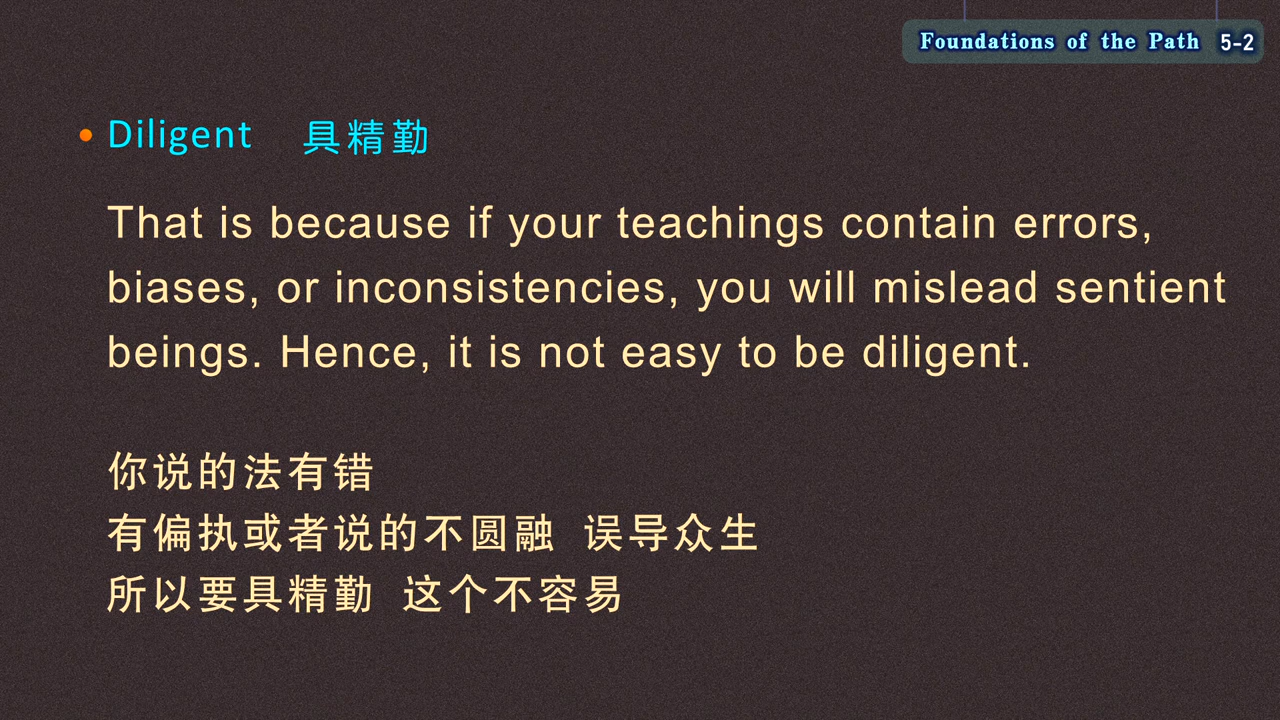 Foundations of the Path 5-2
• Diligent 具精勤
That is because if your teachings contain errors,
biases, or inconsistencies, you will mislead sentient
beings. Hence, it is not easy to be diligent.
你说的法有错
有偏执或者说的不圆融 误导众生
所以要具精勤 这个不容易